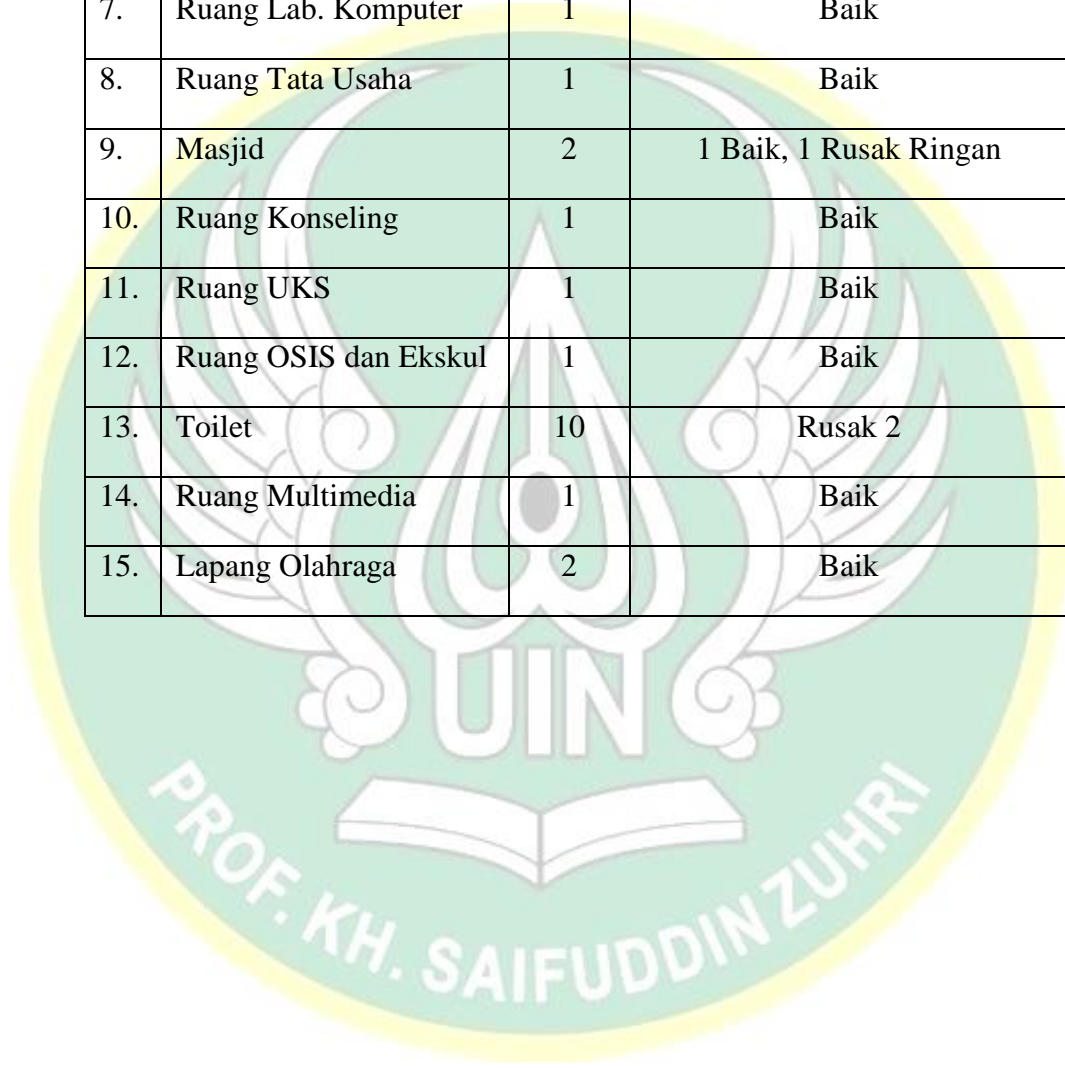 7. Ruang Lab. Komputer 1 Baik
8. Ruang Tata Usaha 1 Baik
9. Masjid 2 1 Baik, 1 Rusak Ringan
10. Ruang Konseling 1 Baik
11. Ruang UKS 1 Baik
12. Ruang OSIS dan Ekskul 1 Baik
13. Toilet 10 Rusak 2
14. Ruang Multimedia 1 Baik
15. Lapang Olahraga 2 Baik
UIN
PROF. KH. SAIFUDDIN ZUHRI